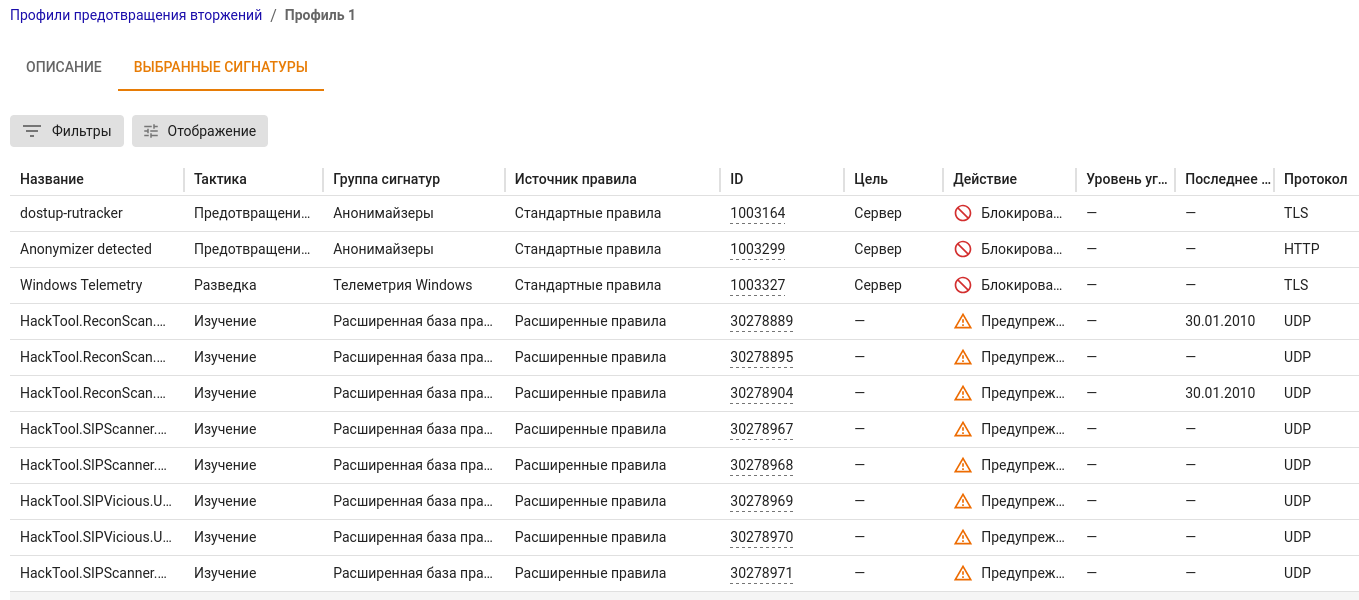 Профили предотвращения вторжений / Профиль 1
ОПИСАНИЕ ВЫБРАННЫЕ СИГНАТУРЫ
Фильтры Отображение
Название Тактика Группа сигнатур Источник правила ID Цель Действие Уровень уг... Последнее ... Протокол
dostup-rutracker Предотвращени... Анонимайзеры Стандартные правила 1003164 Сервер Блокирова... — — TLS
Anonymizer detected Предотвращени... Анонимайзеры Стандартные правила 1003299 Сервер Блокирова... — — HTTP
Windows Telemetry Разведка Телеметрия Windows Стандартные правила 1003327 Сервер Блокирова... — — TLS
HackTool.ReconScan.... Изучение Расширенная база пра... Расширенные правила 30278889 — Предупреж... — 30.01.2010 UDP
HackTool.ReconScan.... Изучение Расширенная база пра... Расширенные правила 30278895 — Предупреж... — — UDP
HackTool.ReconScan.... Изучение Расширенная база пра... Расширенные правила 30278904 — Предупреж... — 30.01.2010 UDP
HackTool.SIPScanner.... Изучение Расширенная база пра... Расширенные правила 30278967 — Предупреж... — — UDP
HackTool.SIPScanner.... Изучение Расширенная база пра... Расширенные правила 30278968 — Предупреж... — — UDP
HackTool.SIPVicious.U... Изучение Расширенная база пра... Расширенные правила 30278969 — Предупреж... — — UDP
HackTool.SIPVicious.U... Изучение Расширенная база пра... Расширенные правила 30278970 — Предупреж... — — UDP
HackTool.SIPScanner.... Изучение Расширенная база пра... Расширенные правила 30278971 — Предупреж... — — UDP